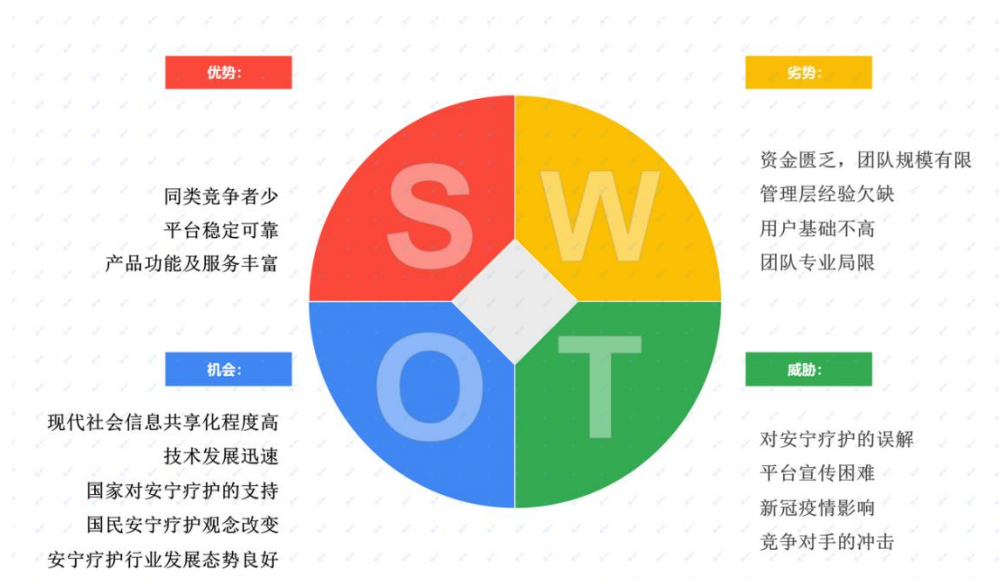 优势：
同类竞争者少
平台稳定可靠
产品功能及服务丰富
劣势：
资金匮乏，团队规模有限
管理层经验欠缺
用户基础不高
团队专业局限
S
W
O
T
机会：
现代社会信息共享化程度高
技术发展迅速
国家对安宁疗护的支持
国民安宁疗护观念改变
安宁疗护行业发展态势良好
威胁：
对安宁疗护的误解
平台宣传困难
新冠疫情影响
竞争对手的冲击